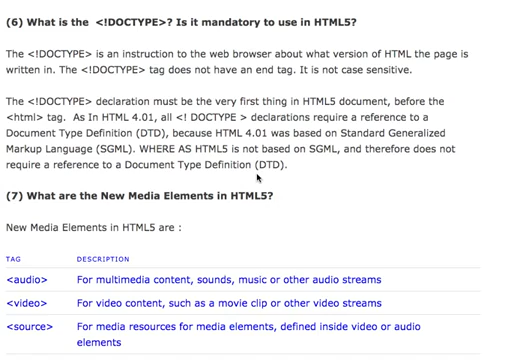 (6) What is the  <!DOCTYPE>? Is it mandatory to use in HTML5?
The <!DOCTYPE> is an instruction to the web browser about what version of HTML the page is
written in. The <!DOCTYPE> tag does not have an end tag. It is not case sensitive.
The <!DOCTYPE> declaration must be the very first thing in HTML5 document, before the
<html> tag.  As In HTML 4.01, all <! DOCTYPE > declarations require a reference to a
Document Type Definition (DTD), because HTML 4.01 was based on Standard Generalized
Markup Language (SGML). WHERE AS HTML5 is not based on SGML, and therefore does not
require a reference to a Document Type Definition (DTD).
(7) What are the New Media Elements in HTML5?
New Media Elements in HTML5 are :
TAG DESCRIPTION
<audio> For multimedia content, sounds, music or other audio streams
<video> For video content, such as a movie clip or other video streams
<source> For media resources for media elements, defined inside video or audio
elements